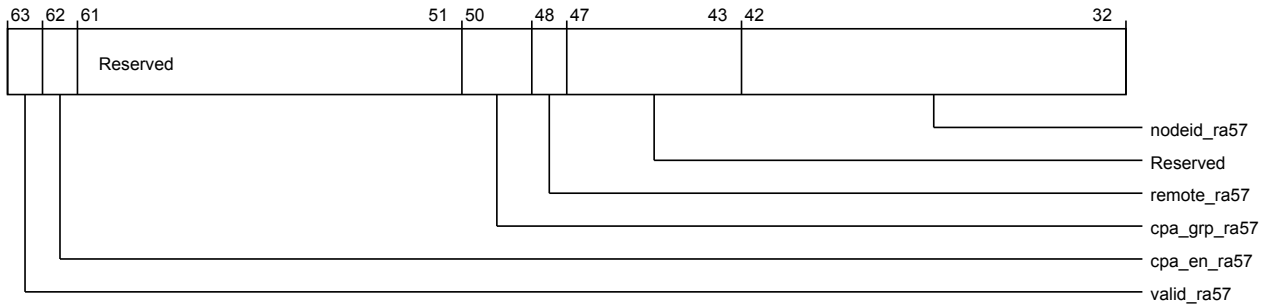 63 62 61 51 50 48 47 43 42 32
Reserved
nodeid_ra57
Reserved
remote_ra57
cpa_grp_ra57
cpa_en_ra57
valid_ra57